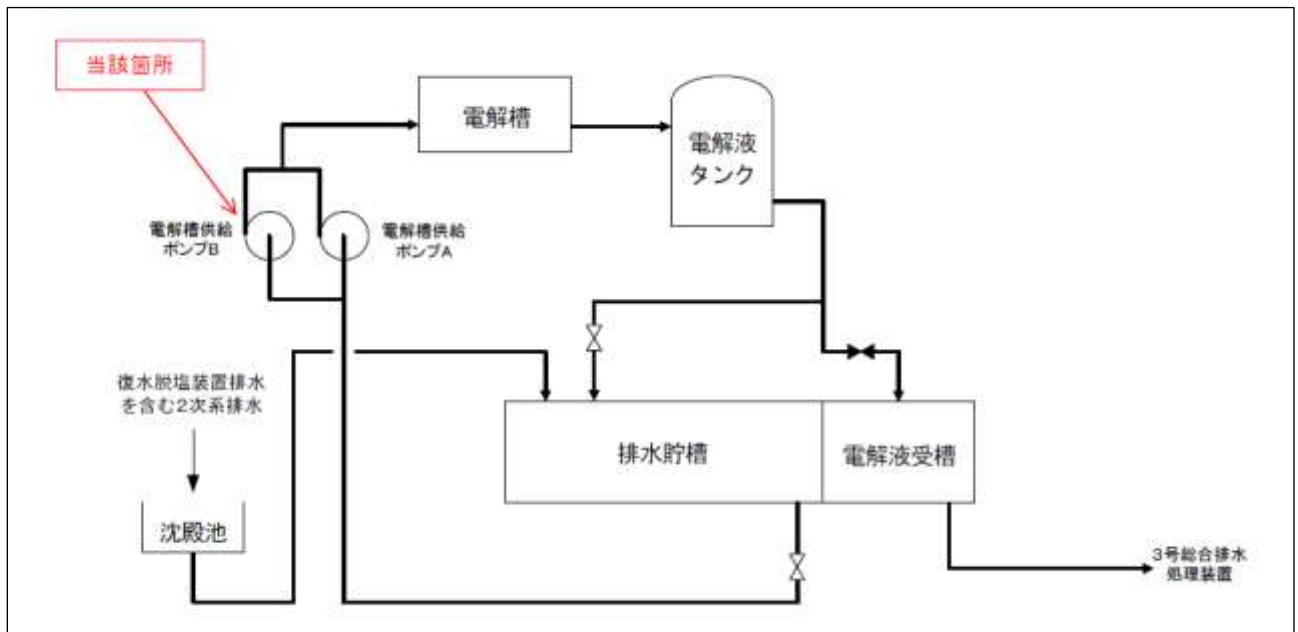 当該箇所
電解槽
電解液
タンク
電解槽供給
ポンプB
電解槽供給
ポンプA
復水脱塩装置排水
を含む2次系排水
排水貯槽
電解液受槽
沈殿池
3号総合排水
処理装置